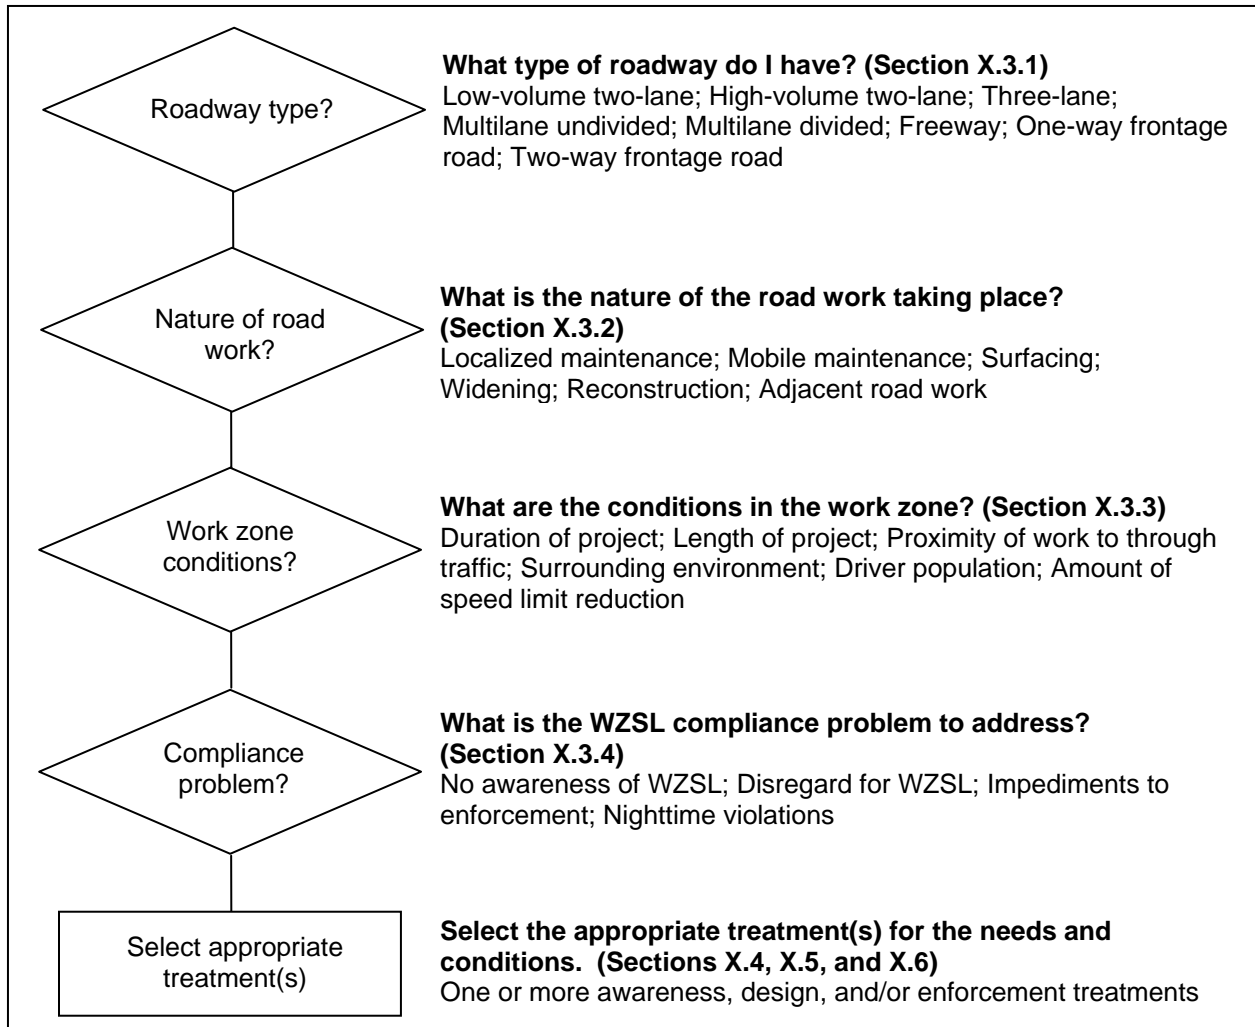 Roadway type?
What type of roadway do I have? (Section X.3.1)
Low-volume two-lane; High-volume two-lane; Three-lane;
Multilane undivided; Multilane divided; Freeway; One-way frontage
road; Two-way frontage road
Nature of road
work?
What is the nature of the road work taking place?
(Section X.3.2)
Localized maintenance; Mobile maintenance; Surfacing;
Widening; Reconstruction; Adjacent road work
Work zone
conditions?
What are the conditions in the work zone? (Section X.3.3)
Duration of project; Length of project; Proximity of work to through
traffic; Surrounding environment; Driver population; Amount of
speed limit reduction
Compliance
problem?
What is the WZSL compliance problem to address?
(Section X.3.4)
No awareness of WZSL; Disregard for WZSL; Impediments to
enforcement; Nighttime violations
Select appropriate
treatment(s)
Select the appropriate treatment(s) for the needs and
conditions. (Sections X.4, X.5, and X.6)
One or more awareness, design, and/or enforcement treatments